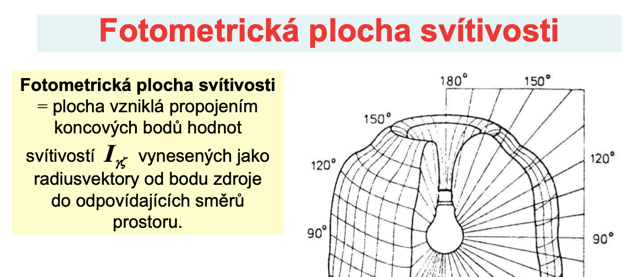 Fotometrická plocha svítivosti
Fotometrická plocha svítivosti
= plocha vzniklá propojením
koncových bodů hodnot
svítivostí I γζ vynesených jako
radiusvektory od bodu zdroje
do odpovídajících směrů
prostoru.
180° 150°
150°
120° 120°
90° 90°